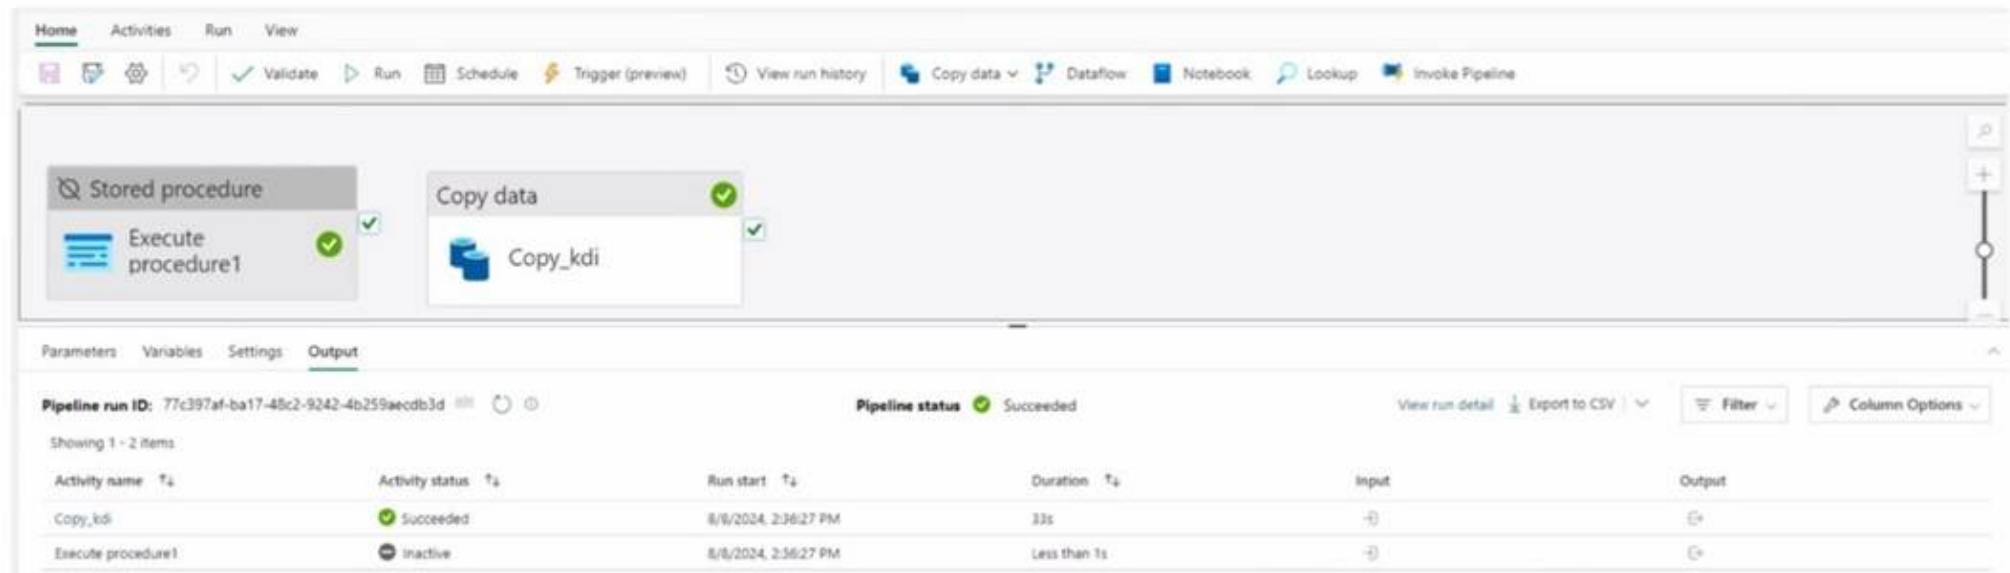 Home Activities Run View
Validate Run Schedule Trigger (preview) View run history Copy data Dataflow Notebook Lookup Invoke Pipeline
Stored procedure
Execute
procedure1
Copy data
Copy_kdi
Parameters Variables Settings Output
Pipeline run ID: 77c397af-ba17-48c2-9242-4b259aecdb3d Pipeline status Succeeded View run detail Export to CSV Filter Column Options
Showing 1 - 2 items
Activity name Activity status Run start Duration Input Output
Copy_kdi Succeeded 8/8/2024, 2:36:27 PM 33s
Execute procedure1 Inactive 8/8/2024, 2:36:27 PM Less than 1s